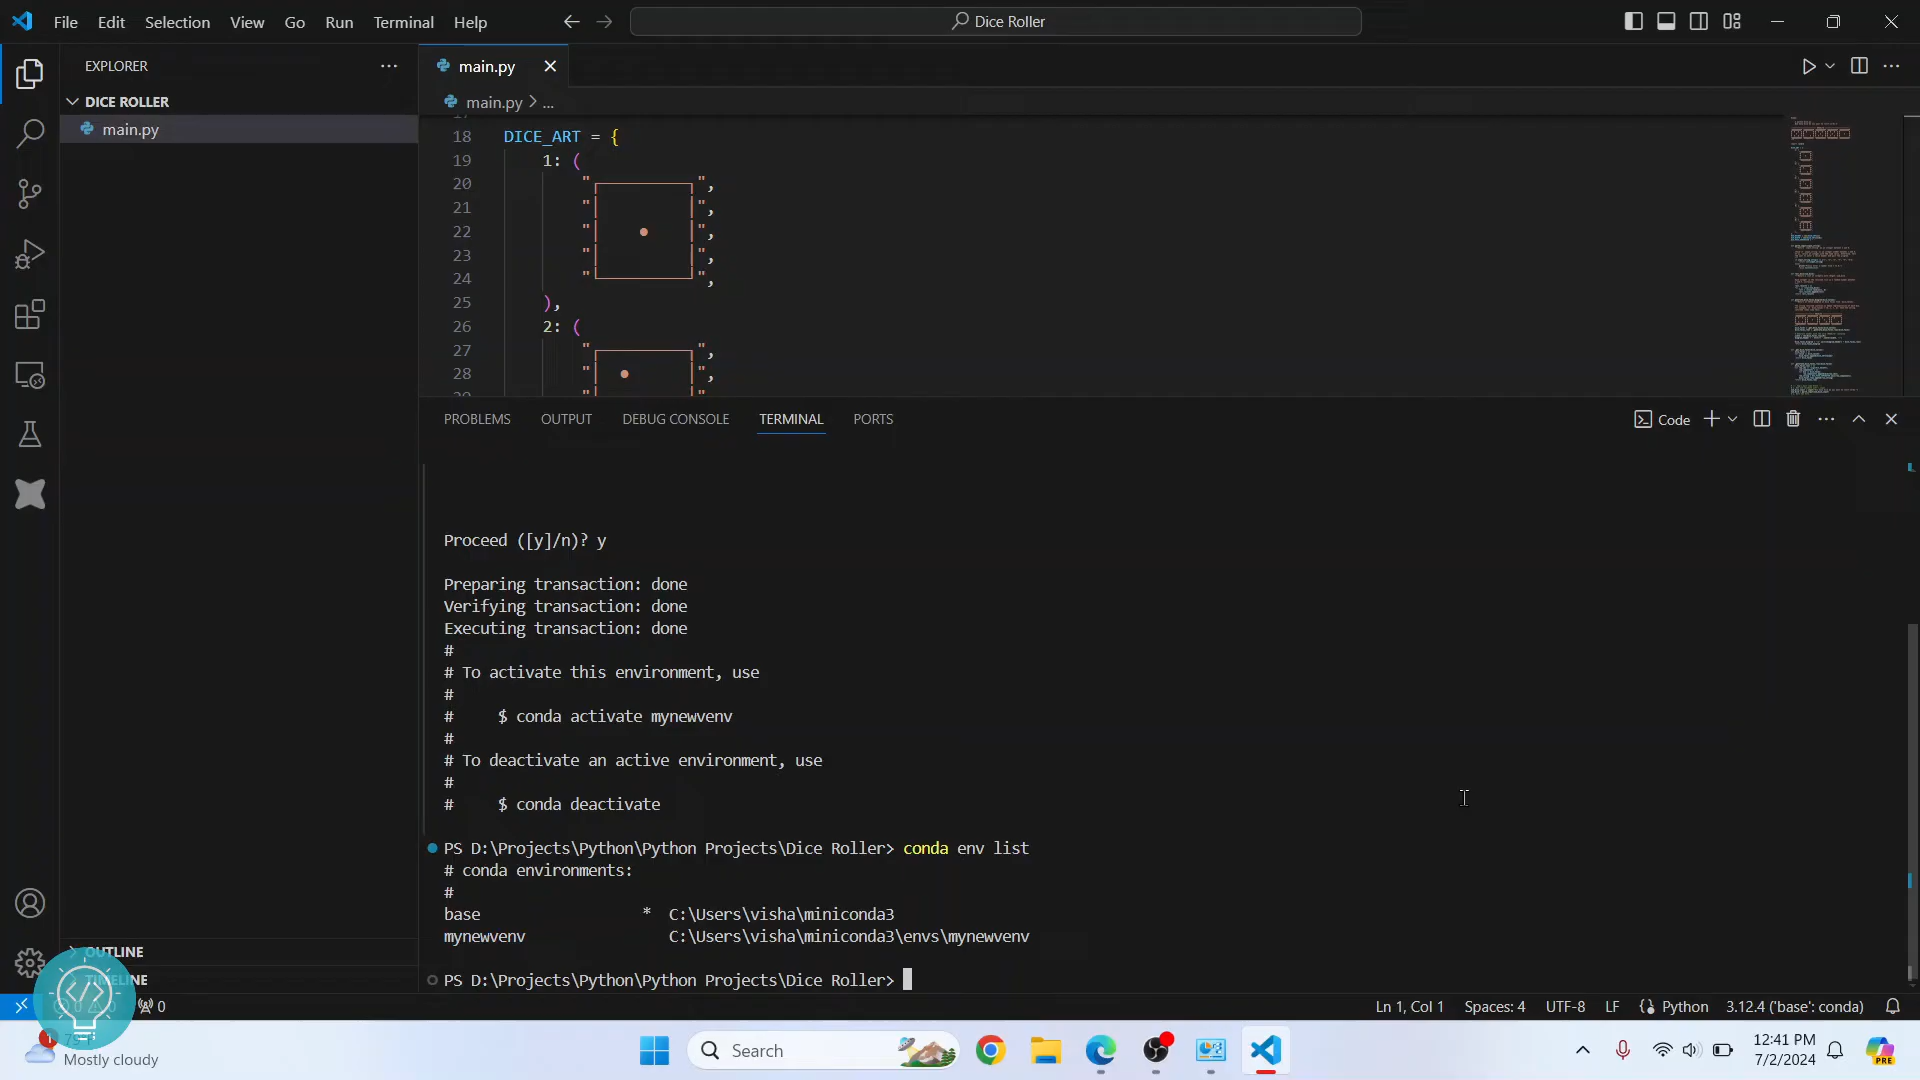 File Edit Selection View Go Run Terminal Help
Dice Roller
EXPLORER
DICE ROLLER
main.py
OUTLINE
TIMELINE
main.py
main.py > ...
18 DICE_ART = {
19 1: (
20 "┌─────────┐",
21 "│         │",
22 "│    ●    │",
23 "│         │",
24 "└─────────┘",
25 ),
26 2: (
27 "┌─────────┐",
28 "│  ●      │",
PROBLEMS OUTPUT DEBUG CONSOLE TERMINAL PORTS
Code
Proceed ([y]/n)? y
Preparing transaction: done
Verifying transaction: done
Executing transaction: done
#
# To activate this environment, use
#
#     $ conda activate mynewvenv
#
# To deactivate an active environment, use
#
#     $ conda deactivate
PS D:\Projects\Python\Python Projects\Dice Roller> conda env list
# conda environments:
#
base * C:\Users\visha\miniconda3
mynewvenv C:\Users\visha\miniconda3\envs\mynewvenv
PS D:\Projects\Python\Python Projects\Dice Roller>
0
Ln 1, Col 1 Spaces: 4 UTF-8 LF Python 3.12.4 ('base': conda)
1
Mostly cloudy
Search
12:41 PM
7/2/2024
PRE